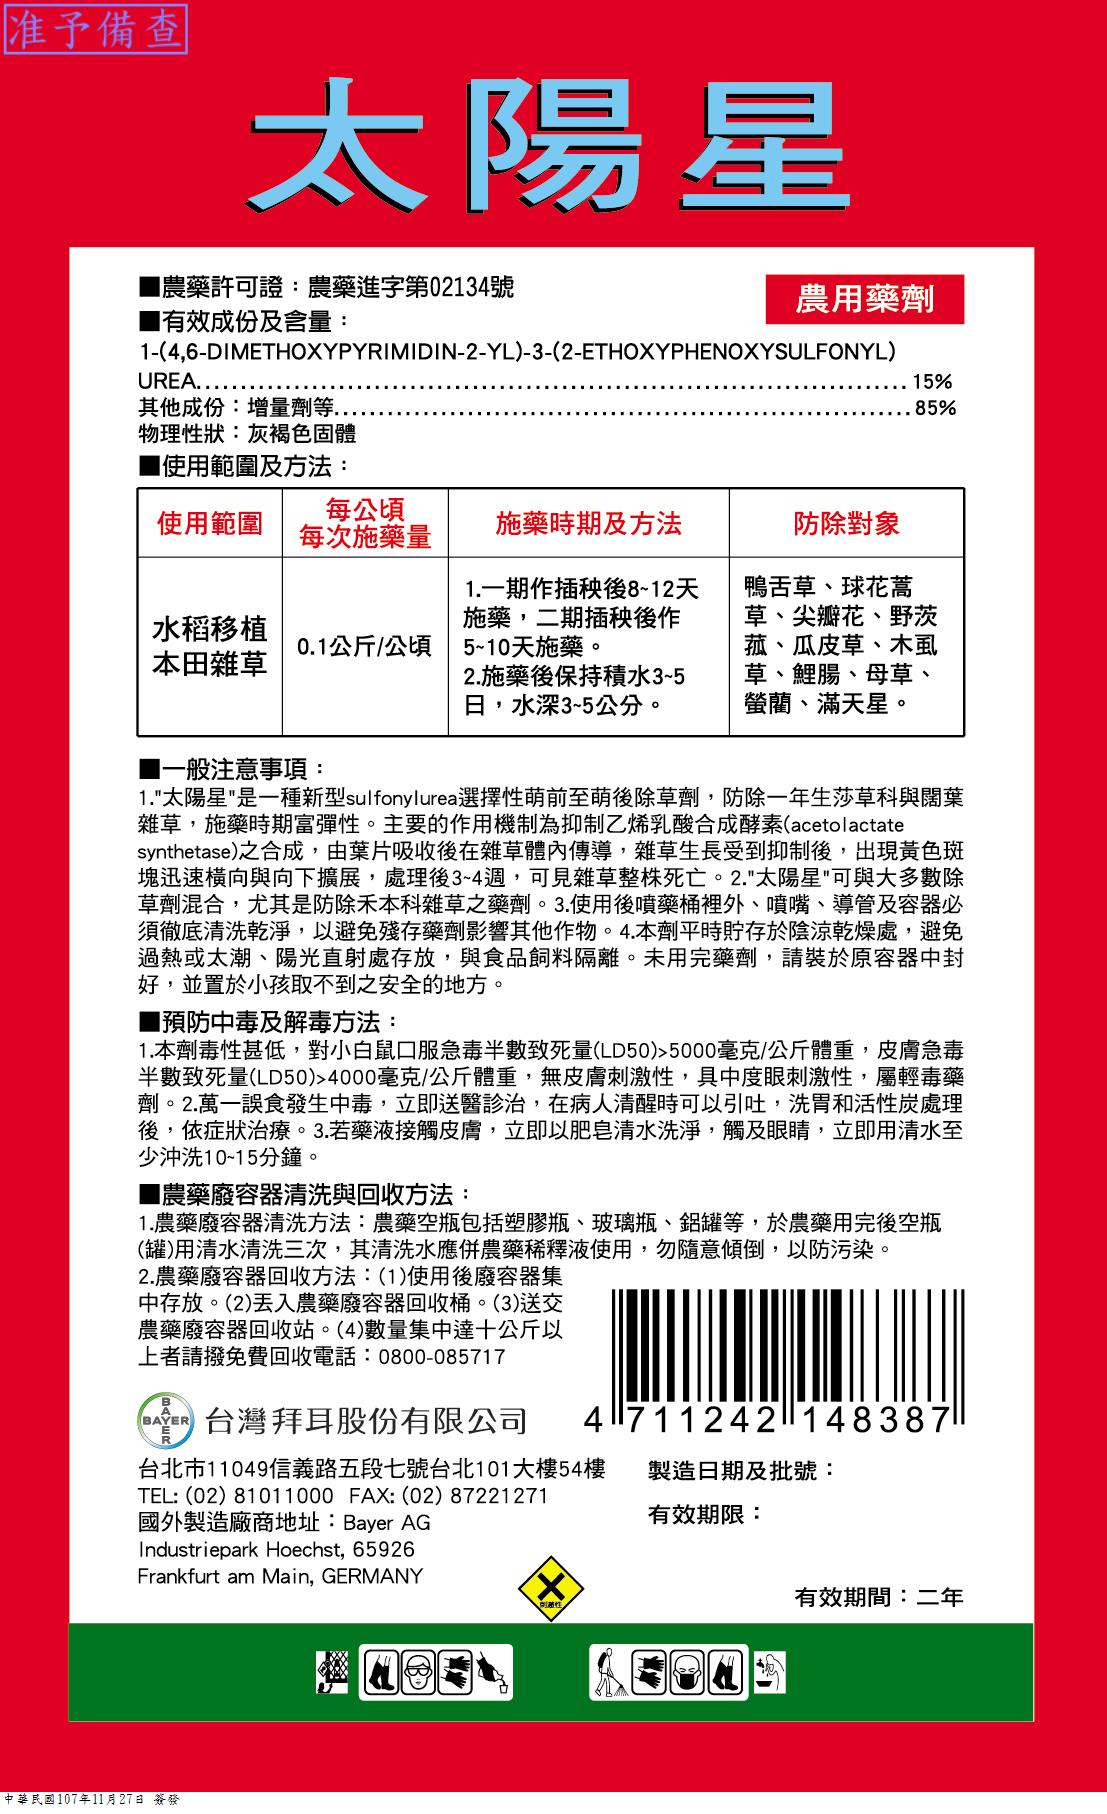 准予備查
太陽星
■農藥許可證：農藥進字第02134號
農用藥劑
■有效成份及含量：
1-(4,6-DIMETHOXYPYRIMIDIN-2-YL)-3-(2-ETHOXYPHENOXYSULFONYL)
UREA................................................................................ 15%
其他成份：增量劑等................................................................. 85%
物理性狀：灰褐色固體
■使用範圍及方法：
使用範圍
每公頃
每次施藥量
施藥時期及方法
防除對象
水稻移植
本田雜草
0.1公斤/公頃
1.一期作插秧後8~12天
施藥，二期插秧後作
5~10天施藥。
2.施藥後保持積水3~5
日，水深3~5公分。
鴨舌草、球花蒿
草、尖瓣花、野茨
菰、瓜皮草、木虱
草、鯉腸、母草、
螢藺、滿天星。
■一般注意事項：
1."太陽星"是一種新型sulfonylurea選擇性萌前至萌後除草劑，防除一年生莎草科與闊葉
雜草，施藥時期富彈性。主要的作用機制為抑制乙烯乳酸合成酵素(acetolactate
synthetase)之合成，由葉片吸收後在雜草體內傳導，雜草生長受到抑制後，出現黃色斑
塊迅速橫向與向下擴展，處理後3~4週，可見雜草整株死亡。2."太陽星"可與大多數除
草劑混合，尤其是防除禾本科雜草之藥劑。3.使用後噴藥桶裡外、噴嘴、導管及容器必
須徹底清洗乾淨，以避免殘存藥劑影響其他作物。4.本劑平時貯存於陰涼乾燥處，避免
過熱或太潮、陽光直射處存放，與食品飼料隔離。未用完藥劑，請裝於原容器中封
好，並置於小孩取不到之安全的地方。
■預防中毒及解毒方法：
1.本劑毒性甚低，對小白鼠口服急毒半數致死量(LD50)>5000毫克/公斤體重，皮膚急毒
半數致死量(LD50)>4000毫克/公斤體重，無皮膚刺激性，具中度眼刺激性，屬輕毒藥
劑。2.萬一誤食發生中毒，立即送醫診治，在病人清醒時可以引吐，洗胃和活性炭處理
後，依症狀治療。3.若藥液接觸皮膚，立即以肥皂清水洗淨，觸及眼睛，立即用清水至
少沖洗10~15分鐘。
■農藥廢容器清洗與回收方法：
1.農藥廢容器清洗方法：農藥空瓶包括塑膠瓶、玻璃瓶、鋁罐等，於農藥用完後空瓶
(罐)用清水清洗三次，其清洗水應併農藥稀釋液使用，勿隨意傾倒，以防污染。
2.農藥廢容器回收方法：(1)使用後廢容器集
中存放。(2)丟入農藥廢容器回收桶。(3)送交
農藥廢容器回收站。(4)數量集中達十公斤以
上者請撥免費回收電話：0800-085717
4 711242 148387
BAYER
BAYER
台灣拜耳股份有限公司
台北市11049信義路五段七號台北101大樓54樓
TEL: (02) 81011000 FAX: (02) 87221271
國外製造廠商地址：Bayer AG
Industriepark Hoechst, 65926
Frankfurt am Main, GERMANY
製造日期及批號：
有效期限：
刺激性
有效期間：二年
中華民國107年11月27日 簽發